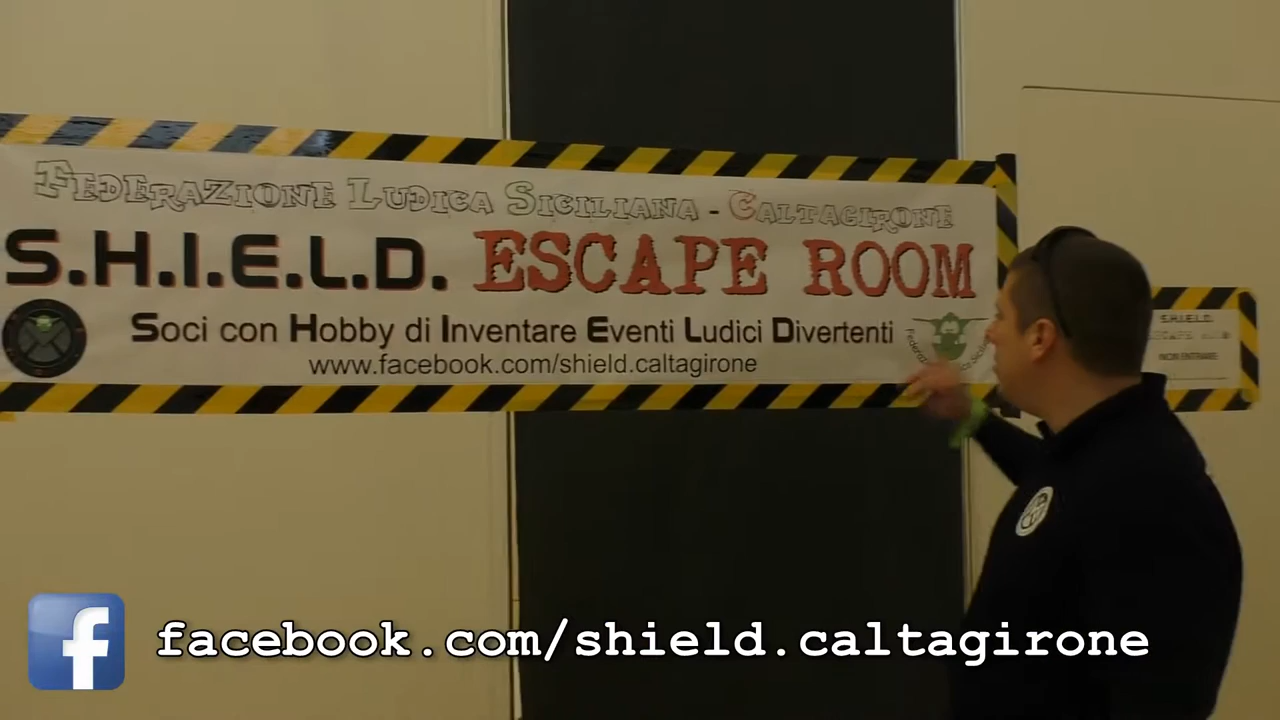 Federazione Ludica Siciliana - Caltagirone
S.H.I.E.L.D. ESCAPE ROOM
Soci con Hobby di Inventare Eventi Ludici Divertenti
www.facebook.com/shield.caltagirone
S.H.I.E.L.D.
NON ENTRARE
f facebook.com/shield.caltagirone